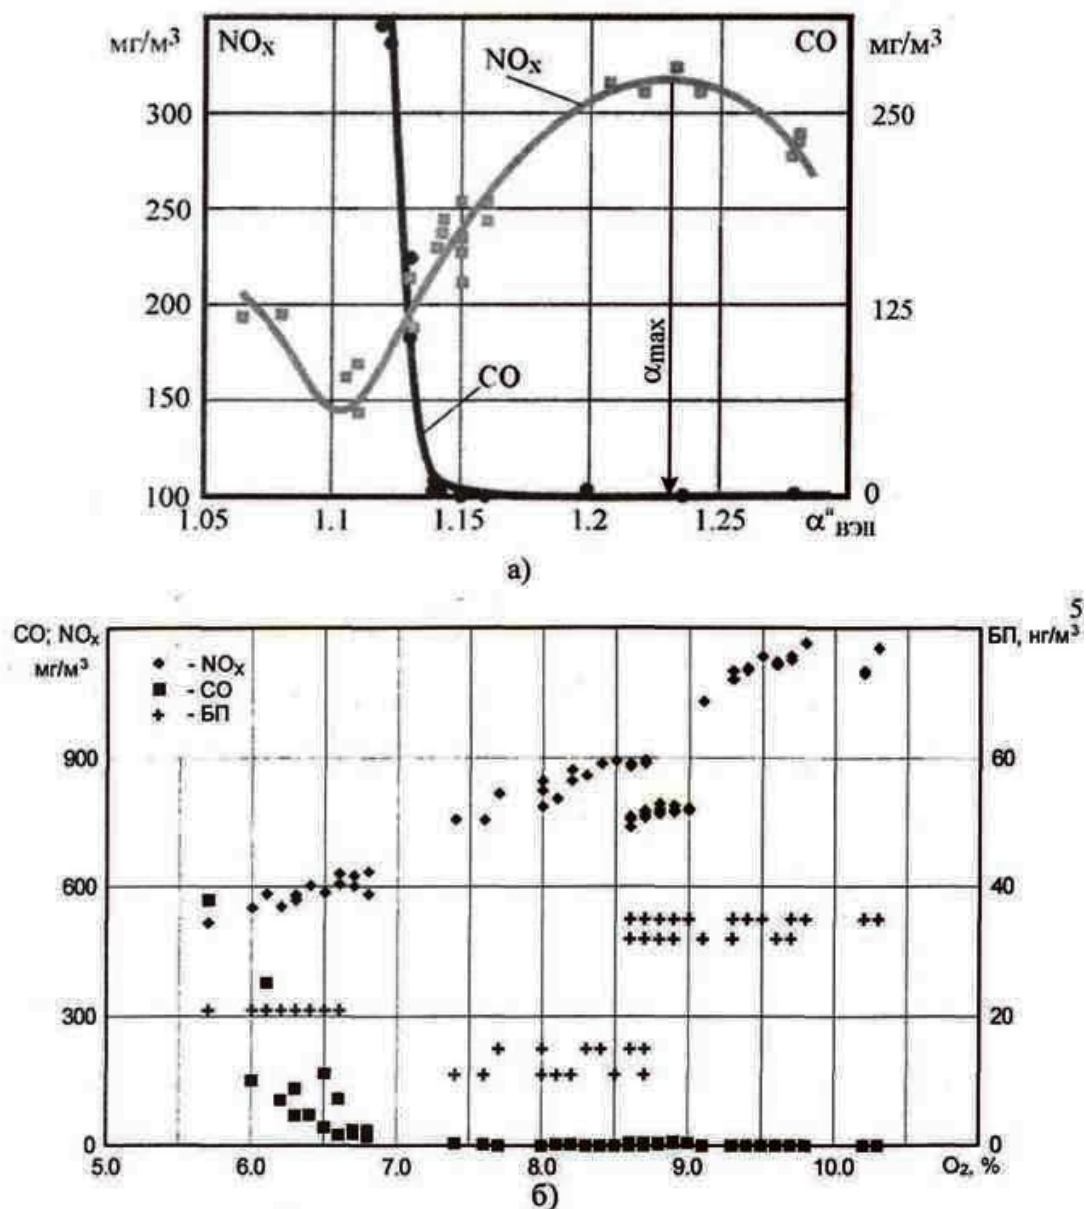 мг/м³ NOx CO мг/м³
NOx
300 250
250
200 125
αmax
150 CO
100 0
1.05 1.1 1.15 1.2 1.25 α"вэп
а)
5
CO; NOx БП, нг/м³
мг/м³
- NOx
- CO
- БП
900 60
600 40
300 20
0 0
5.0 6.0 7.0 8.0 9.0 10.0 O₂, %
б)